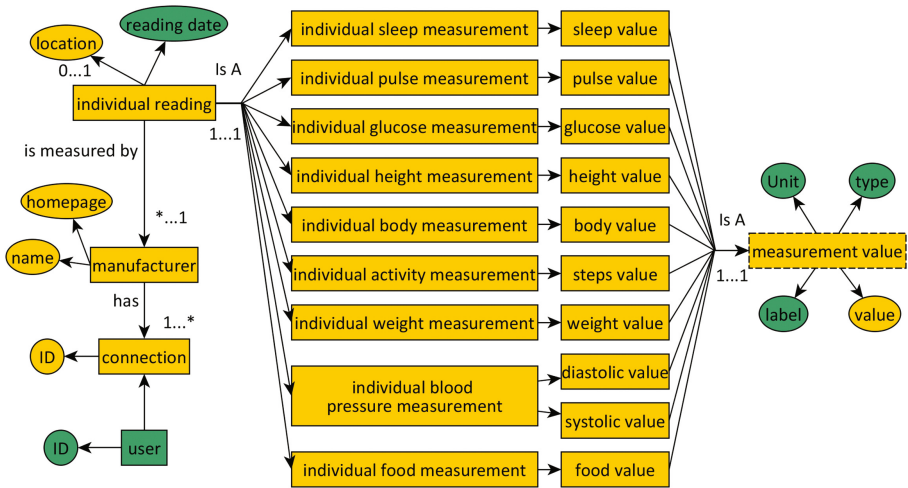 location
reading date
0...1
individual reading
Is A
1...1
is measured by
*...1
homepage
name
manufacturer
has
1...*
ID
connection
ID
user
individual sleep measurement
sleep value
individual pulse measurement
pulse value
individual glucose measurement
glucose value
individual height measurement
height value
individual body measurement
body value
individual activity measurement
steps value
individual weight measurement
weight value
individual blood
pressure measurement
diastolic value
systolic value
individual food measurement
food value
Is A
1...1
Unit
type
measurement value
label
value